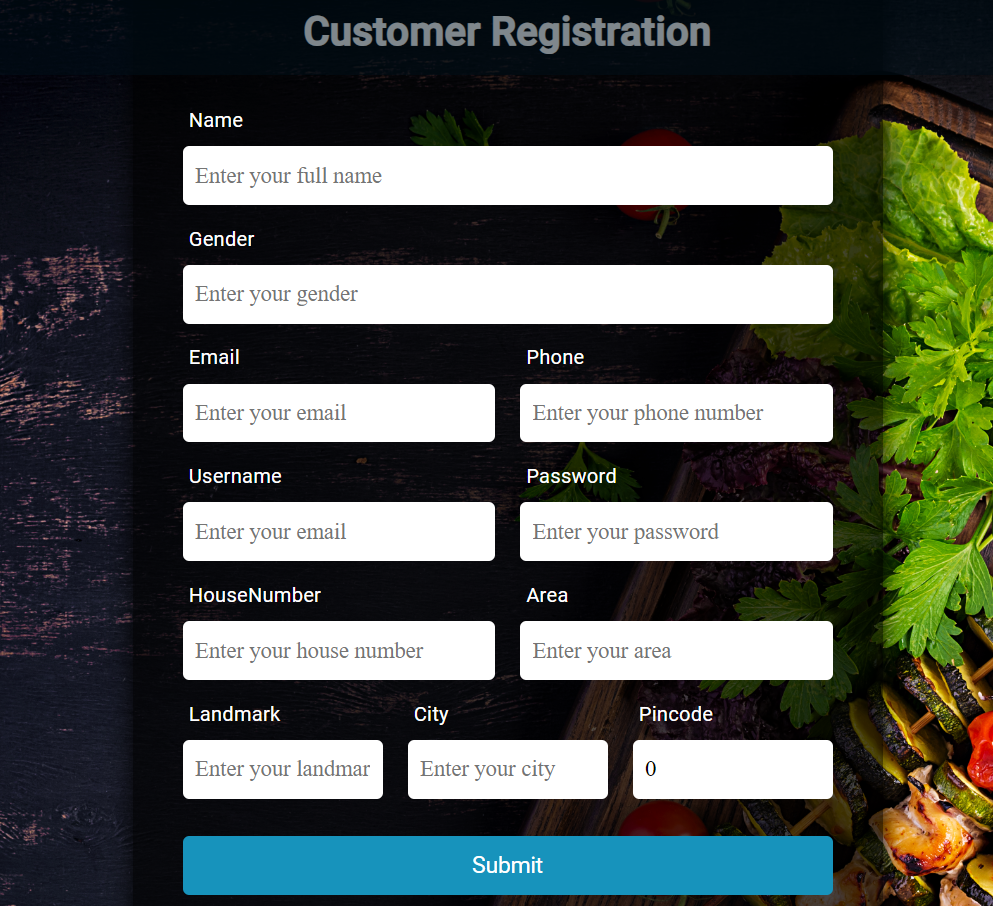 Customer Registration
Name
Enter your full name
Gender
Enter your gender
Email Phone
Enter your email Enter your phone number
Username Password
Enter your email Enter your password
HouseNumber Area
Enter your house number Enter your area
Landmark City Pincode
Enter your landmar Enter your city 0
Submit